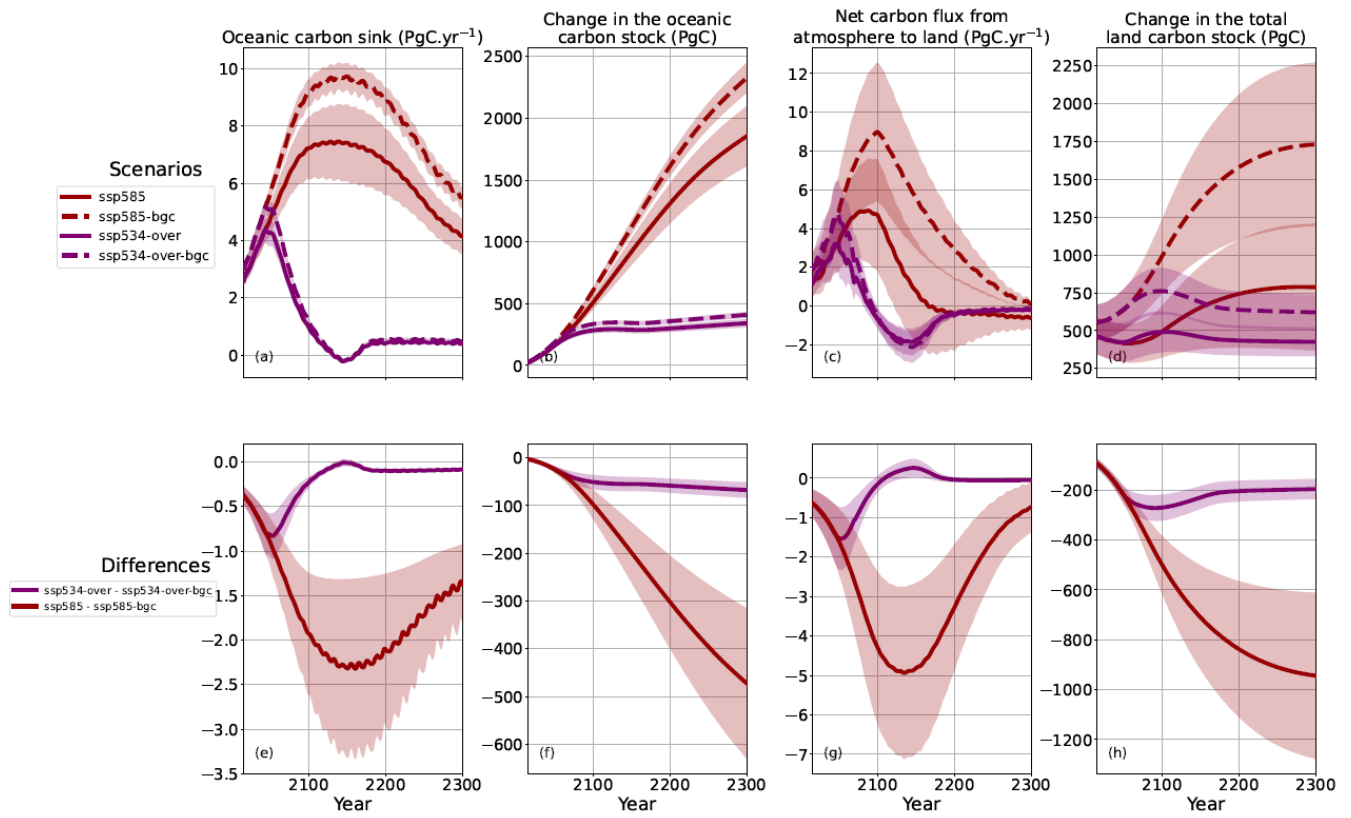 Oceanic carbon sink (PgC.yr⁻¹)
Change in the oceanic
carbon stock (PgC)
Net carbon flux from
atmosphere to land (PgC.yr⁻¹)
Change in the total
land carbon stock (PgC)
Scenarios
ssp585
ssp585-bgc
ssp534-over
ssp534-over-bgc
10
8
6
4
2
0
(a)
2500
2000
1500
1000
500
0
(b)
12
10
8
6
4
2
0
−2
(c)
2250
2000
1750
1500
1250
1000
750
500
250
(d)
Differences
ssp534-over - ssp534-over-bgc
ssp585 - ssp585-bgc
0.0
−0.5
−1.0
−1.5
−2.0
−2.5
−3.0
−3.5
(e)
2100 2200 2300
Year
0
−100
−200
−300
−400
−500
−600
(f)
2100 2200 2300
Year
0
−1
−2
−3
−4
−5
−6
−7
(g)
2100 2200 2300
Year
−200
−400
−600
−800
−1000
−1200
(h)
2100 2200 2300
Year